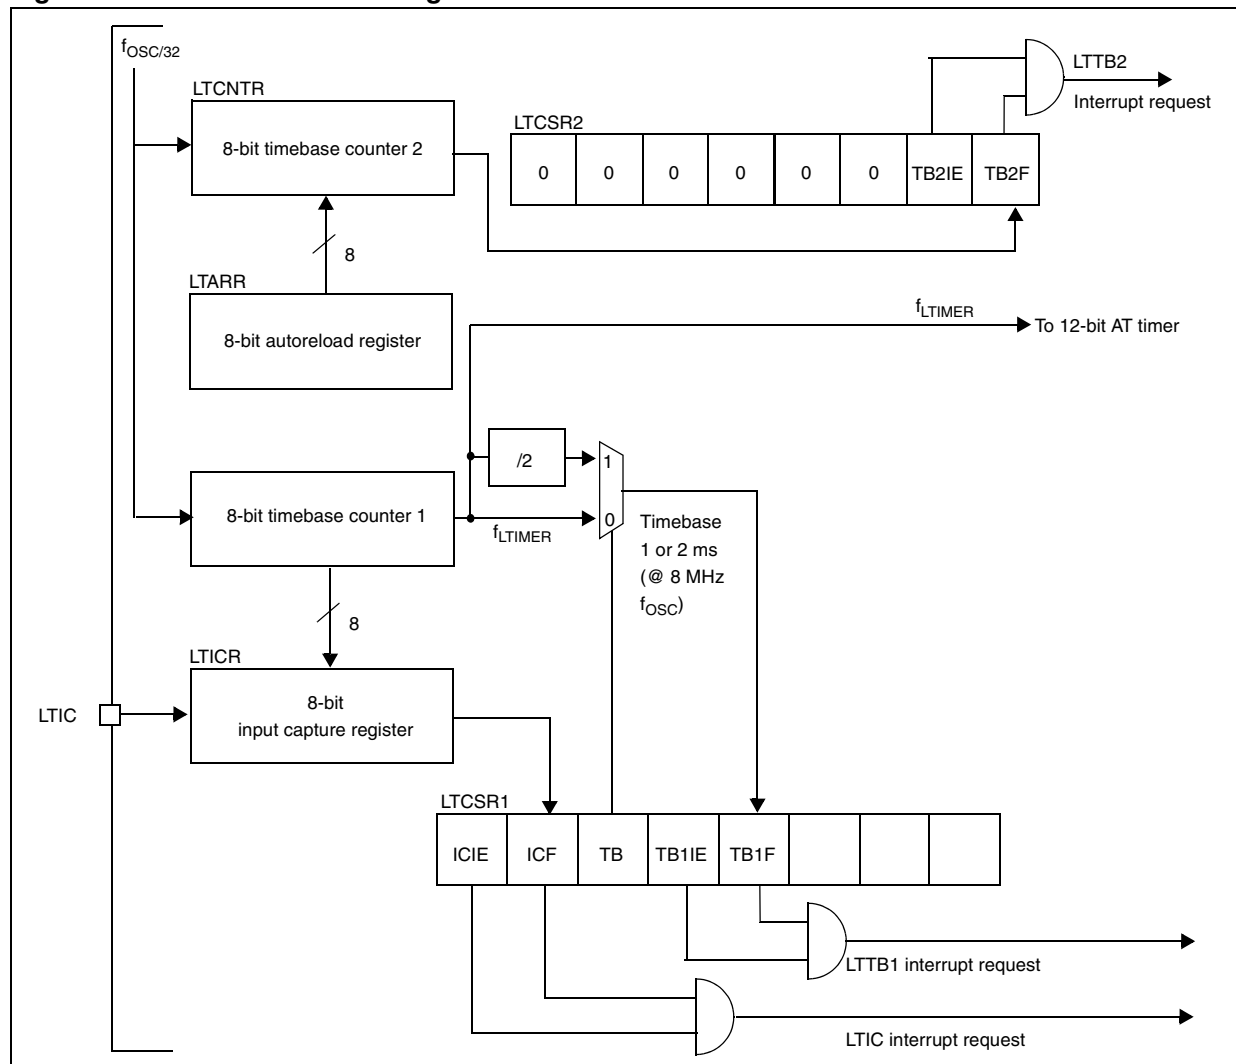 fOSC/32
LTCNTR
8-bit timebase counter 2
8
LTARR
8-bit autoreload register
LTCSR2
0 0 0 0 0 0 TB2IE TB2F
LTTB2
Interrupt request
fLTIMER
To 12-bit AT timer
/2
1
0
8-bit timebase counter 1
fLTIMER
Timebase
1 or 2 ms
(@ 8 MHz
fOSC)
8
LTICR
LTIC
8-bit
input capture register
LTCSR1
ICIE ICF TB TB1IE TB1F
LTTB1 interrupt request
LTIC interrupt request